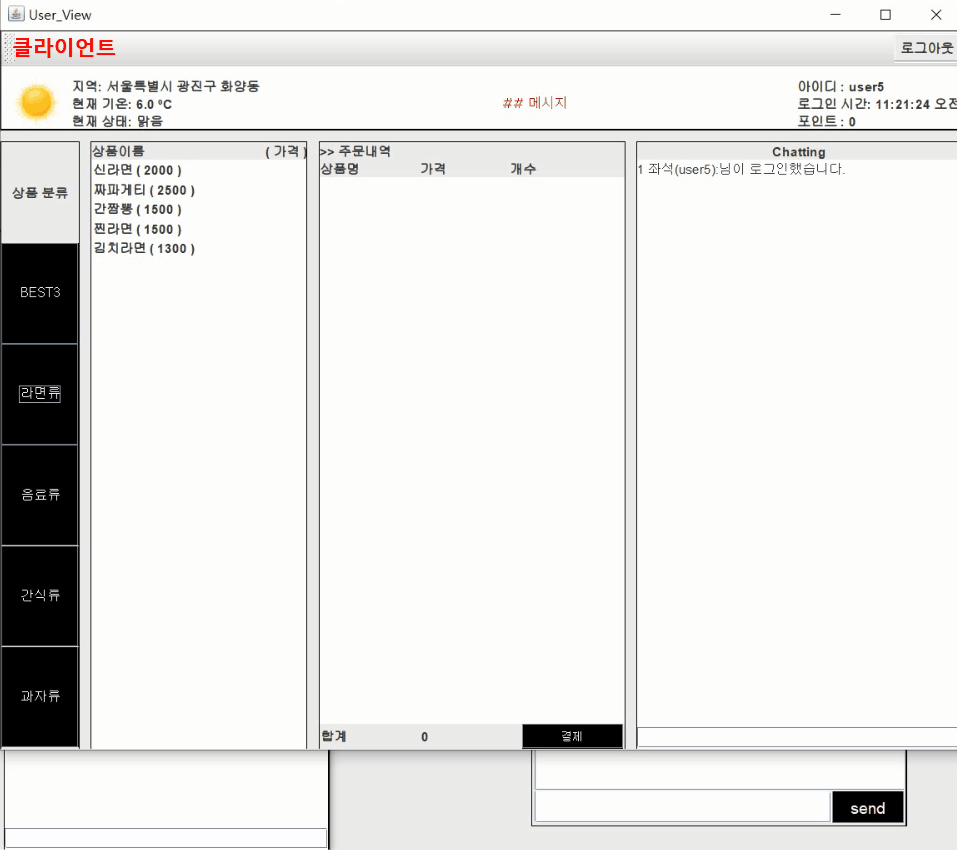 User_View
클라이언트
로그아웃
지역: 서울특별시 광진구 화양동
현재 기온: 6.0 ºC
현재 상태: 맑음
## 메시지
아이디 : user5
로그인 시간: 11:21:24 오전
포인트 : 0
상품 분류
BEST3
라면류
음료류
간식류
과자류
상품이름 ( 가격 )
신라면 ( 2000 )
짜파게티 ( 2500 )
간짬뽕 ( 1500 )
찐라면 ( 1500 )
김치라면 ( 1300 )
>> 주문내역
상품명 가격 개수
합계 0 결제
Chatting
1 좌석(user5):님이 로그인했습니다.
send